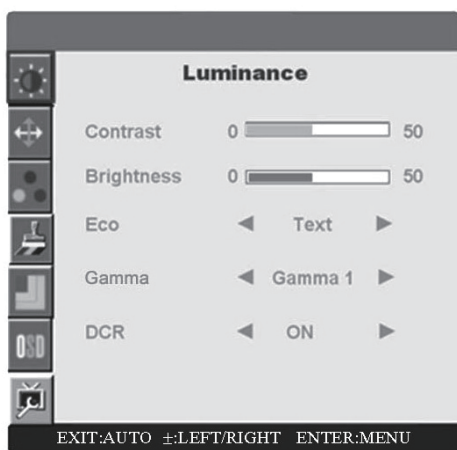 Luminance
Contrast 0 50
Brightness 0 50
Eco Text
Gamma Gamma 1
DCR ON
OSD
EXIT:AUTO ±:LEFT/RIGHT ENTER:MENU